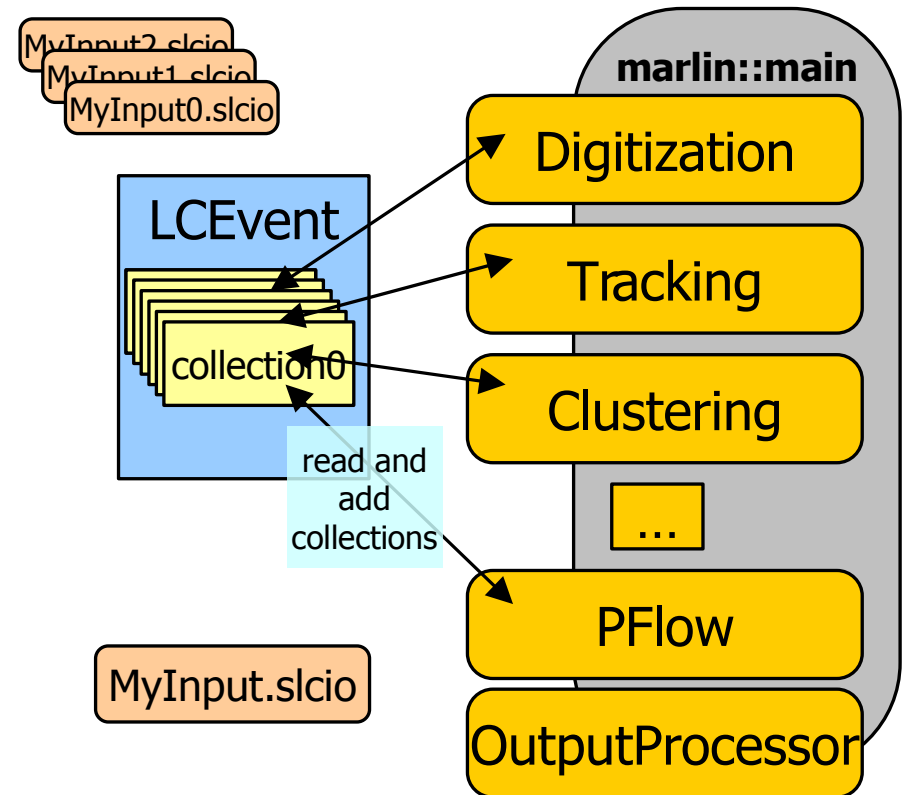 MyInput2.slcio
MyInput1.slcio
MyInput0.slcio
marlin::main
Digitization
LCEvent
Tracking
collection0
Clustering
read and
add
collections
...
PFlow
MyInput.slcio
OutputProcessor